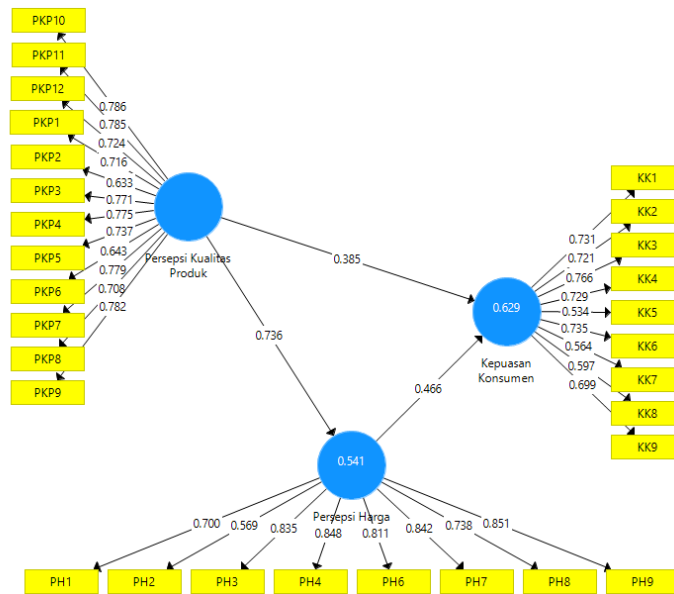 PKP10
PKP11
PKP12
PKP1
PKP2
PKP3
PKP4
PKP5
PKP6
PKP7
PKP8
PKP9
0.786
0.785
0.724
0.716
0.633
0.771
0.775
0.737
0.643
0.779
0.708
0.782
Persepsi Kualitas
Produk
0.385
0.736
0.466
0.629
Kepuasan
Konsumen
0.731
0.721
0.766
0.729
0.534
0.735
0.564
0.597
0.699
KK1
KK2
KK3
KK4
KK5
KK6
KK7
KK8
KK9
0.541
Persepsi Harga
0.700
0.569
0.835
0.848
0.811
0.842
0.738
0.851
PH1
PH2
PH3
PH4
PH6
PH7
PH8
PH9